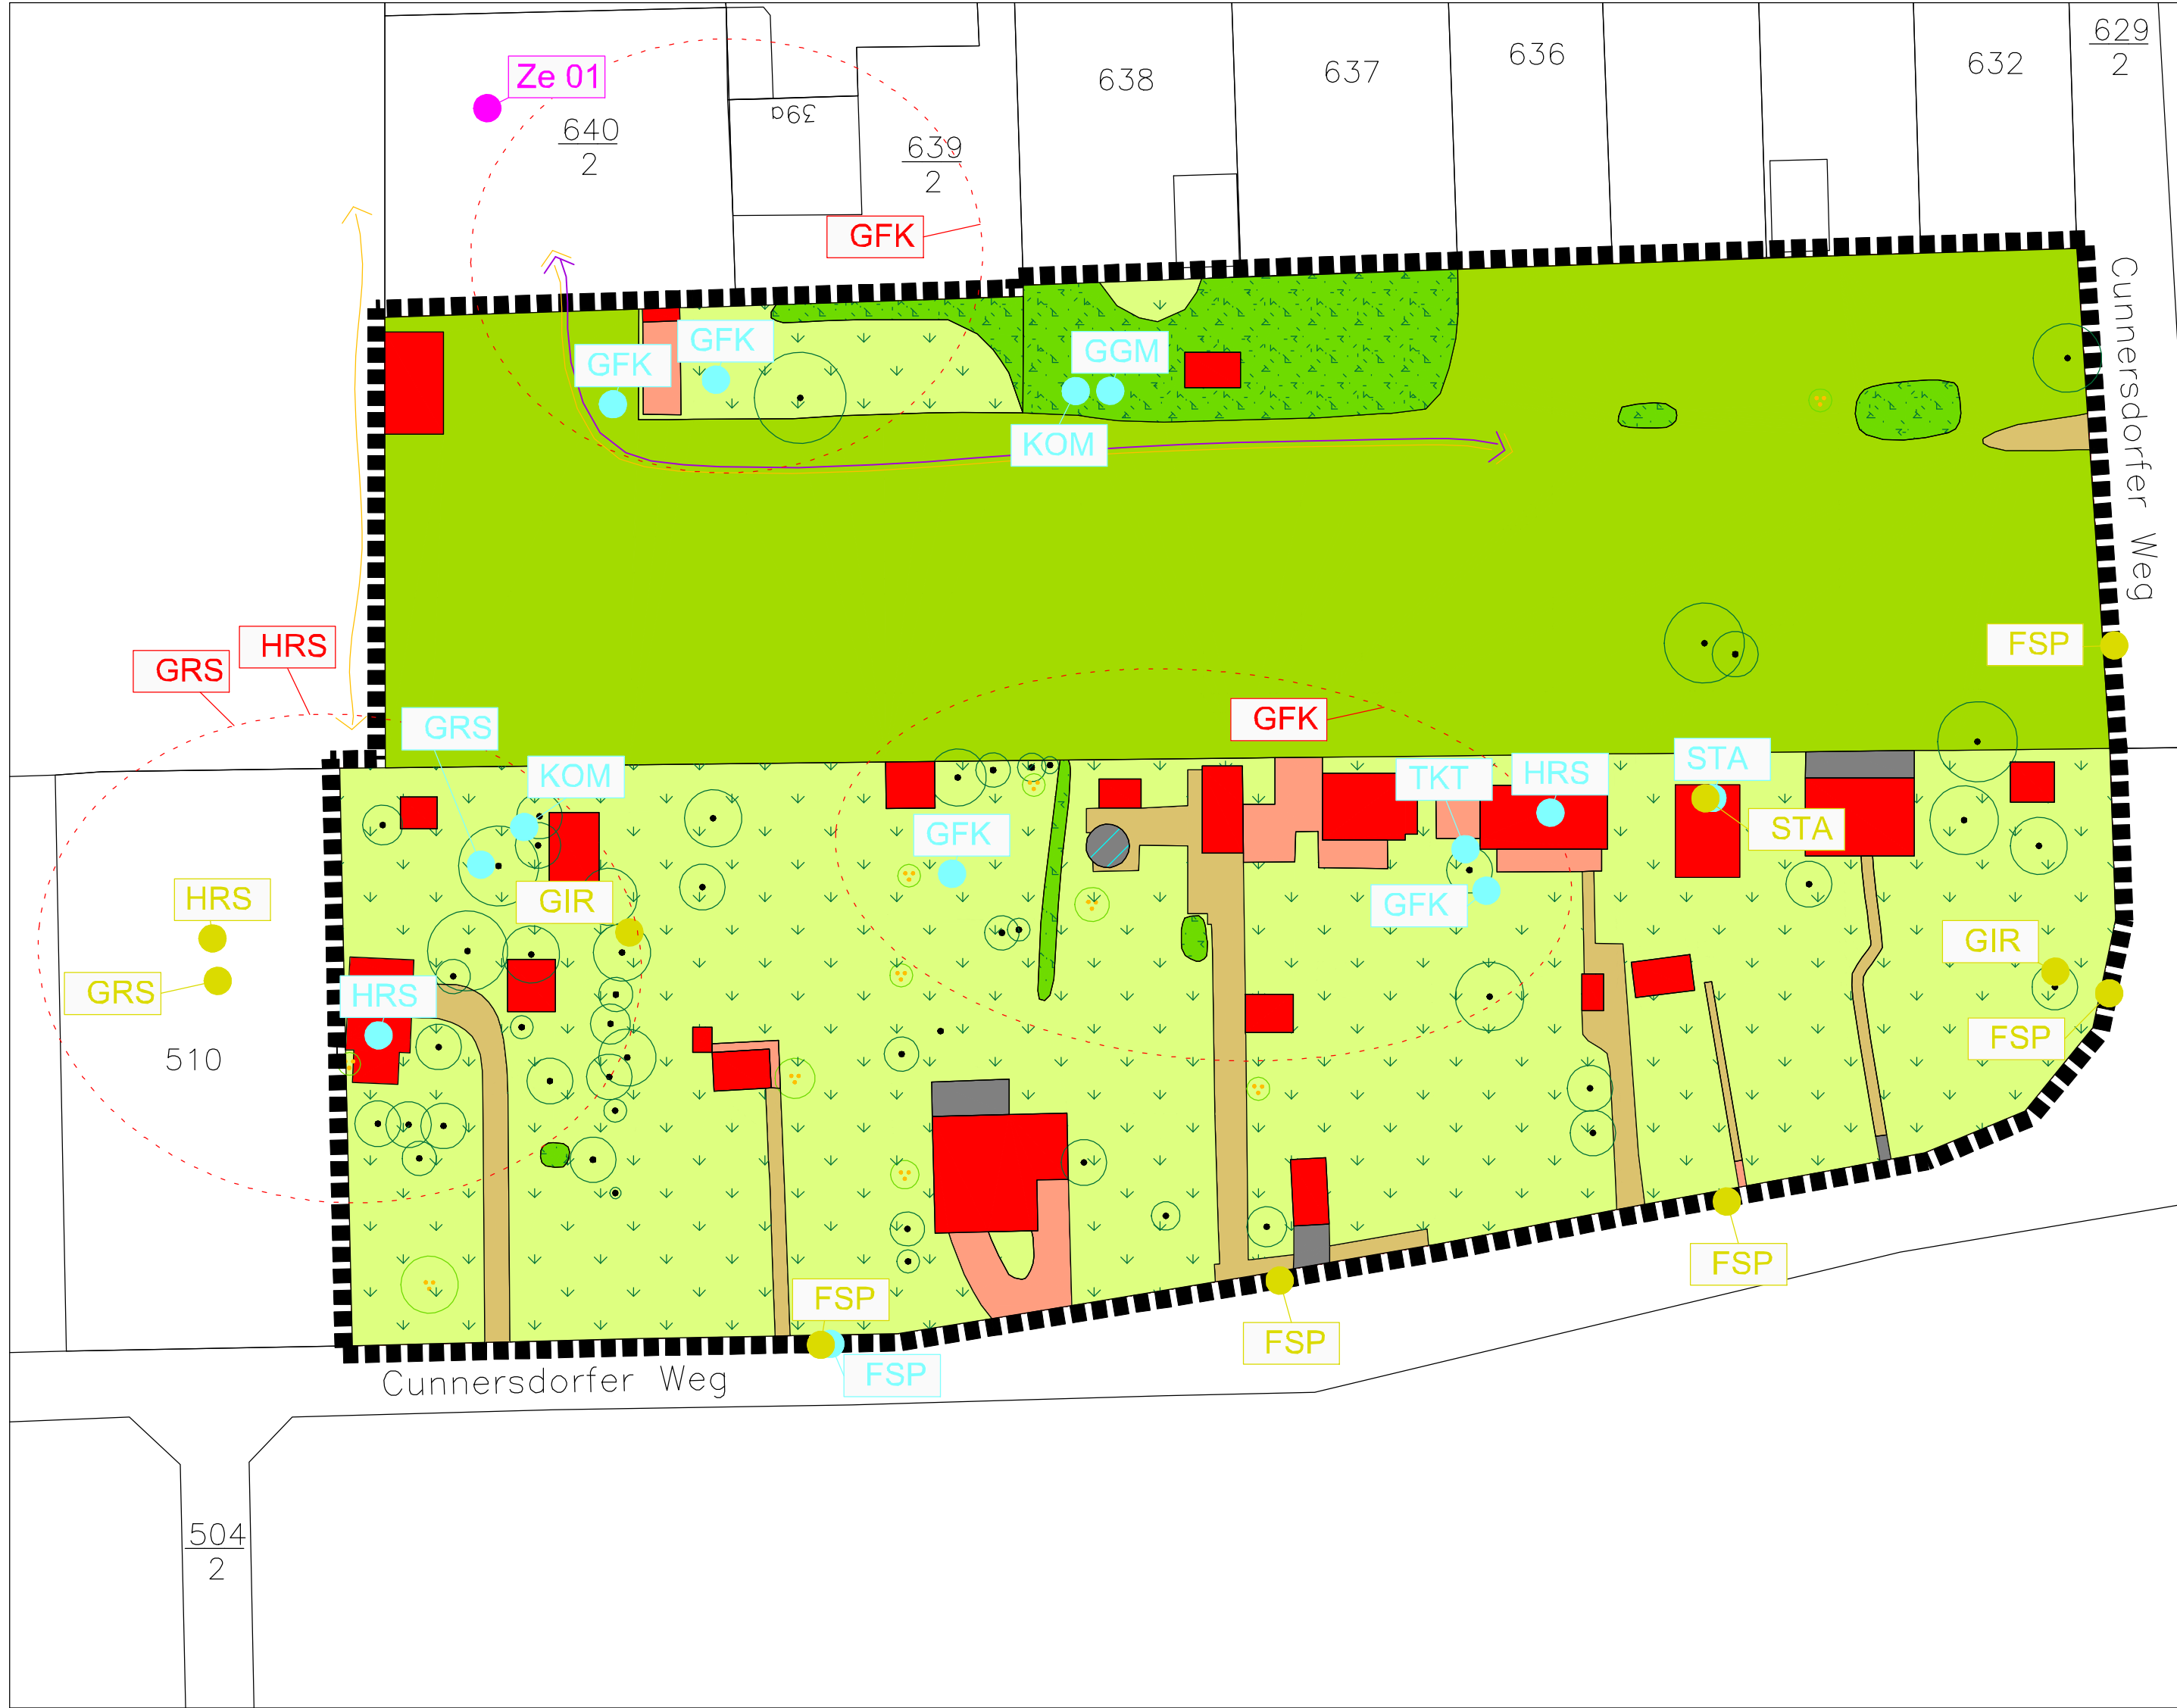 629
2
Ze 01
636
632
637
638
39a
640
2
639
2
GFK
Cunnersdorfer Weg
GFK
GFK
GGM
KOM
HRS
GRS
FSP
GRS
GFK
KOM
TKT
HRS
STA
STA
GFK
HRS
GIR
GFK
GIR
GRS
HRS
FSP
510
FSP
FSP
FSP
FSP
Cunnersdorfer Weg
504
2